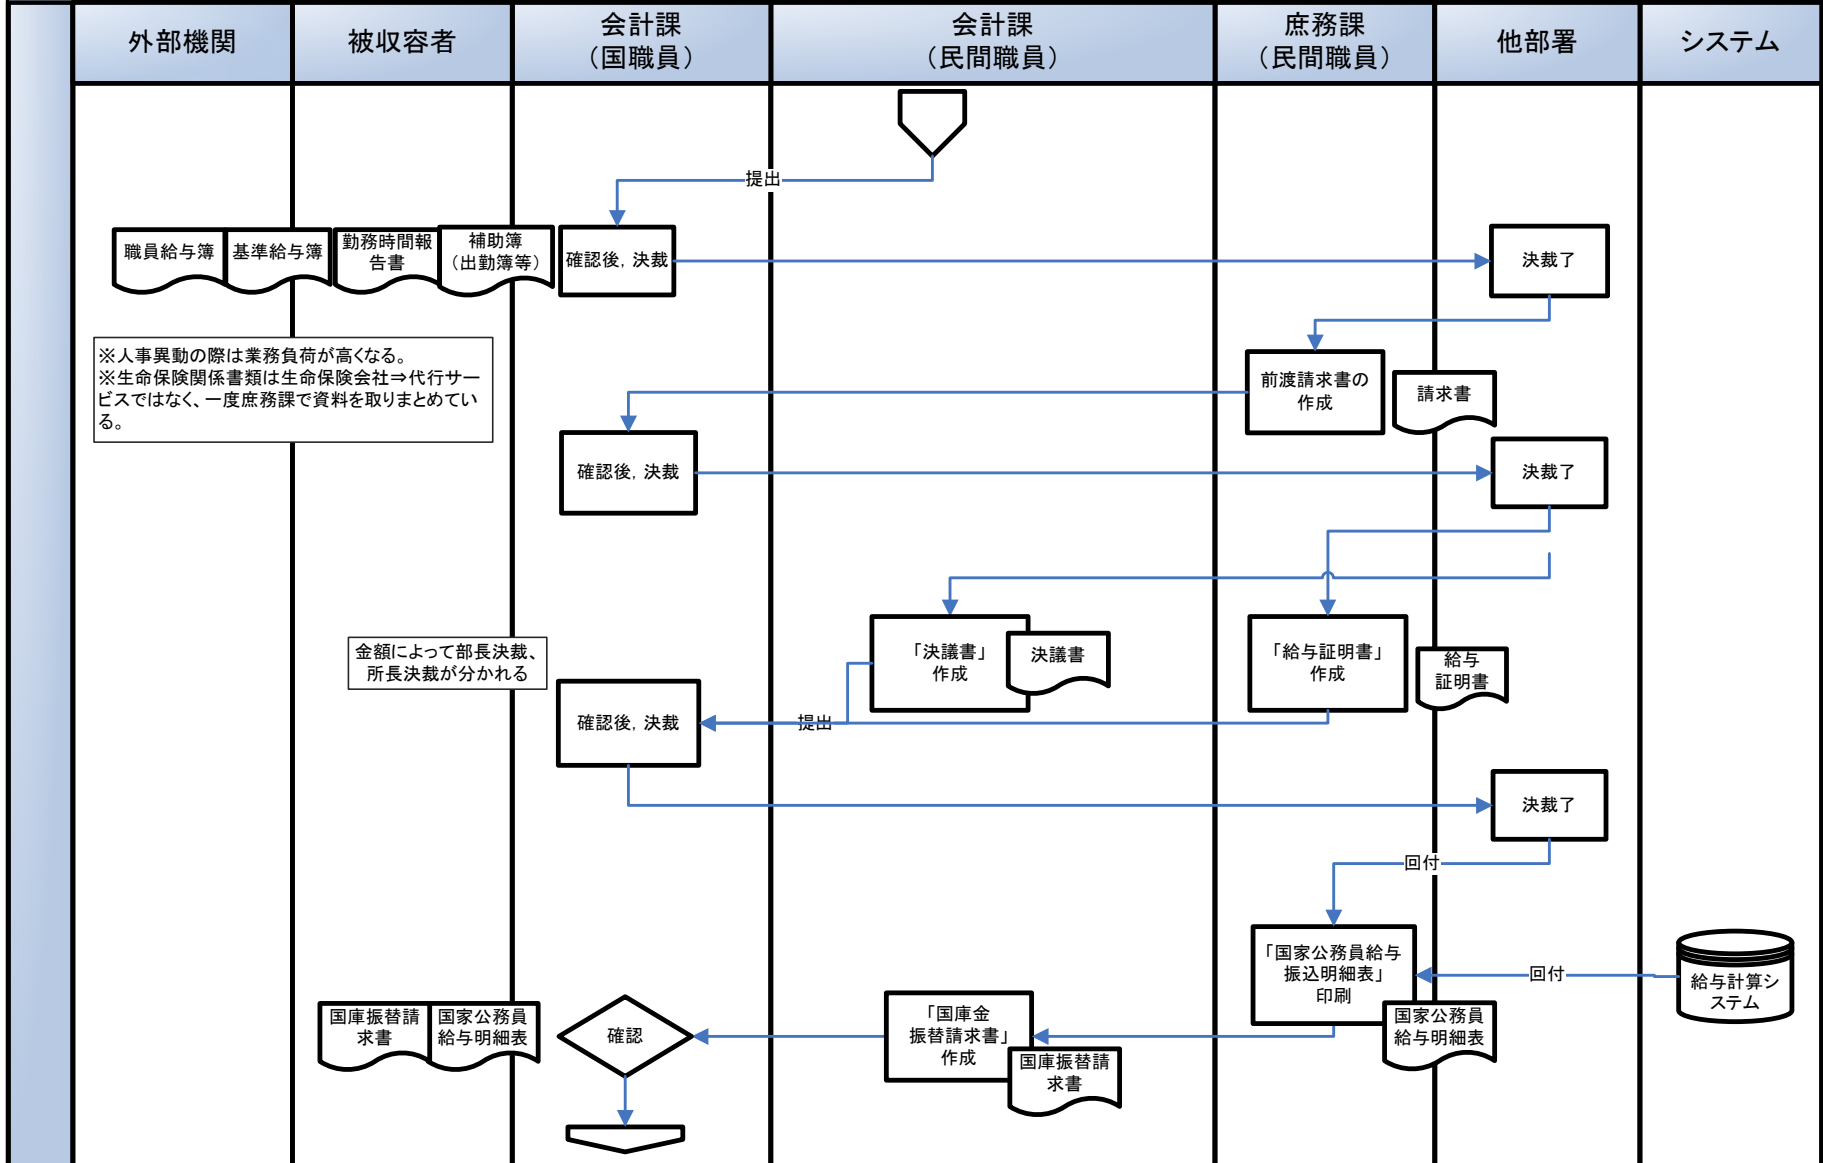 外部機関
被収容者
会計課
（国職員）
会計課
（民間職員）
庶務課
（民間職員）
他部署
システム
提出
職員給与簿
基準給与簿
勤務時間報
告書
補助簿
（出勤簿等）
確認後，決裁
決裁了
※人事異動の際は業務負荷が高くなる。
※生命保険関係書類は生命保険会社⇒代行サー
ビスではなく、一度庶務課で資料を取りまとめてい
る。
前渡請求書の
作成
請求書
確認後，決裁
決裁了
金額によって部長決裁、
所長決裁が分かれる
「決議書」
作成
決議書
「給与証明書」
作成
給与
証明書
確認後，決裁
提出
決裁了
回付
「国家公務員給与
振込明細表」
印刷
回付
給与計算シ
ステム
国家公務員
給与明細表
国庫振替請
求書
国家公務員
給与明細表
確認
「国庫金
振替請求書」
作成
国庫振替請
求書